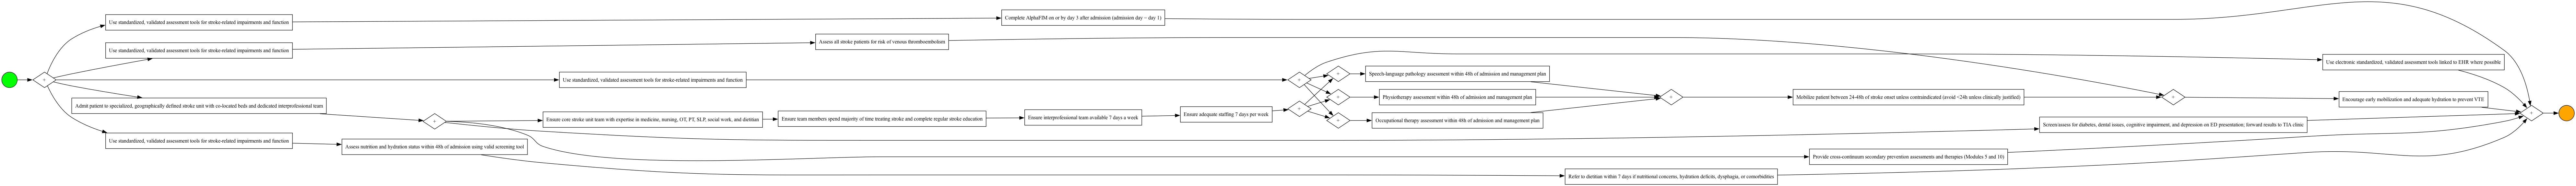 Use standardized, validated assessment tools for stroke-related impairments and function
Complete AlphaFIM on or by day 3 after admission (admission day = day 1)
Use standardized, validated assessment tools for stroke-related impairments and function
Assess all stroke patients for risk of venous thromboembolism
Use standardized, validated assessment tools for stroke-related impairments and function
+
+
+
Speech-language pathology assessment within 48h of admission and management plan
Use electronic standardized, validated assessment tools linked to EHR where possible
Admit patient to specialized, geographically defined stroke unit with co-located beds and dedicated interprofessional team
+
Physiotherapy assessment within 48h of admission and management plan
+
Mobilize patient between 24-48h of stroke onset unless contraindicated (avoid <24h unless clinically justified)
+
Encourage early mobilization and adequate hydration to prevent VTE
+
Ensure core stroke unit team with expertise in medicine, nursing, OT, PT, SLP, social work, and dietitian
Ensure team members spend majority of time treating stroke and complete regular stroke education
Ensure interprofessional team available 7 days a week
Ensure adequate staffing 7 days per week
+
+
Occupational therapy assessment within 48h of admission and management plan
+
Screen/assess for diabetes, dental issues, cognitive impairment, and depression on ED presentation; forward results to TIA clinic
Use standardized, validated assessment tools for stroke-related impairments and function
Assess nutrition and hydration status within 48h of admission using valid screening tool
Provide cross-continuum secondary prevention assessments and therapies (Modules 5 and 10)
Refer to dietitian within 7 days if nutritional concerns, hydration deficits, dysphagia, or comorbidities